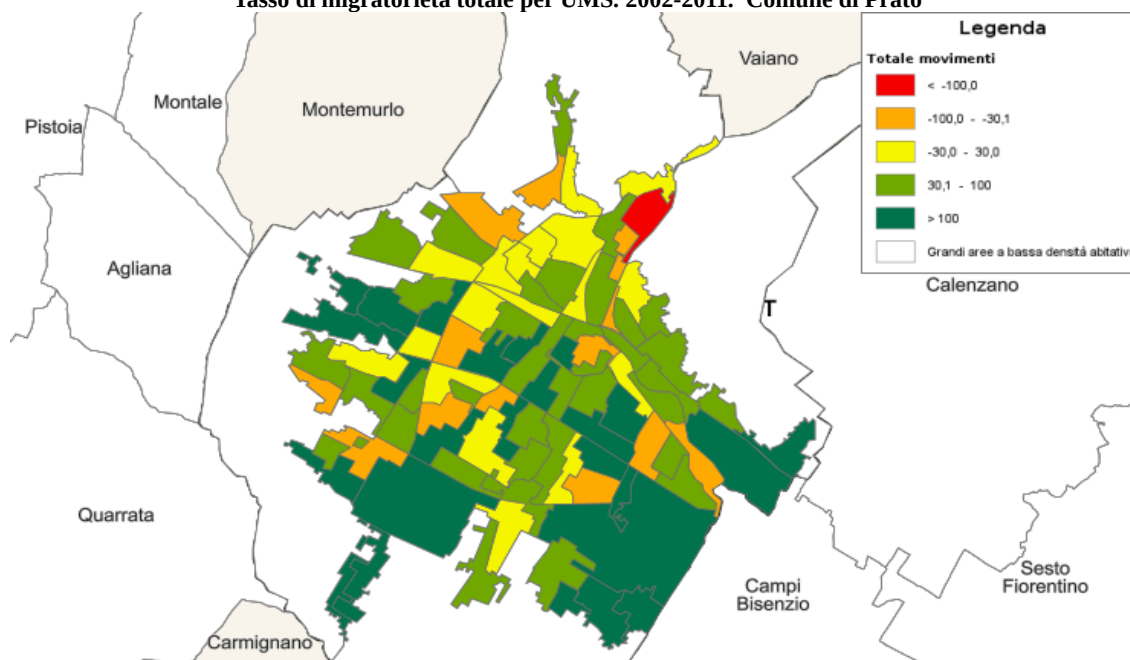 Tasso di migratorietà totale per UMS. 2002-2011. Comune di Prato
Legenda
Totale movimenti
< -100,0
-100,0 - -30,1
-30,0 - 30,0
30,1 - 100
> 100
Grandi aree a bassa densità abitativa
Vaiano
Montale
Montemurlo
Pistoia
Agliana
Calenzano
T
Quarrata
Sesto
Fiorentino
Campi
Bisenzio
Carmignano